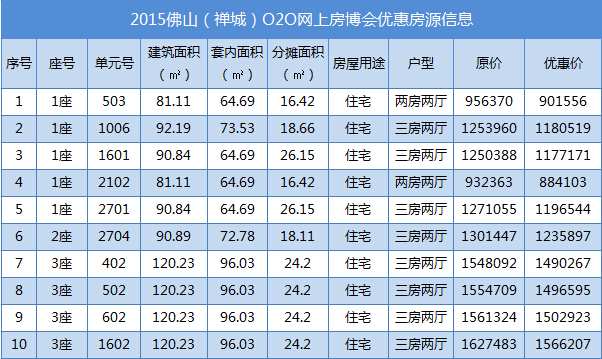 2015佛山（禅城）O2O网上房博会优惠房源信息
序号 座号 单元号 建筑面积（㎡） 套内面积（㎡） 分摊面积（㎡） 房屋用途 户型 原价 优惠价
1 1座 503 81.11 64.69 16.42 住宅 两房两厅 956370 901556
2 1座 1006 92.19 73.53 18.66 住宅 三房两厅 1253960 1180519
3 1座 1601 90.84 64.69 26.15 住宅 三房两厅 1250388 1177171
4 1座 2102 81.11 64.69 16.42 住宅 两房两厅 932363 884103
5 1座 2701 90.84 64.69 26.15 住宅 三房两厅 1271055 1196544
6 2座 2704 90.89 72.78 18.11 住宅 三房两厅 1301447 1235897
7 3座 402 120.23 96.03 24.2 住宅 三房两厅 1548092 1490267
8 3座 502 120.23 96.03 24.2 住宅 三房两厅 1554709 1496595
9 3座 602 120.23 96.03 24.2 住宅 三房两厅 1561324 1502923
10 3座 1602 120.23 96.03 24.2 住宅 三房两厅 1627483 1566207